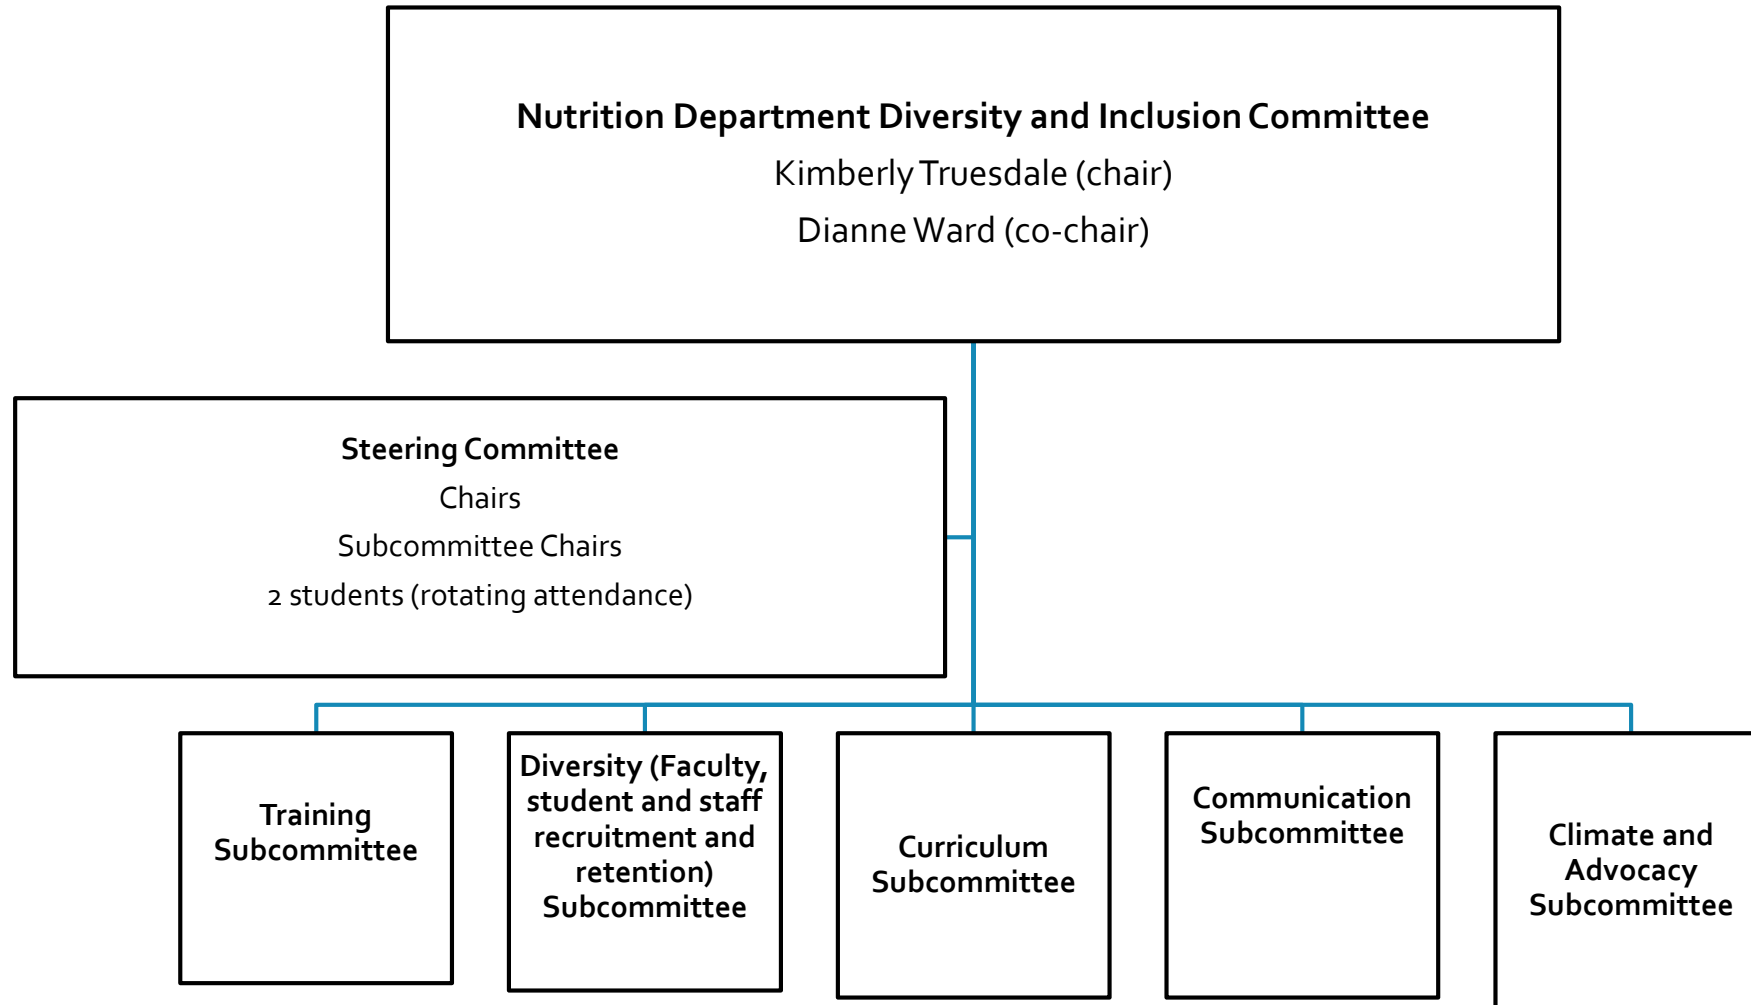 Nutrition Department Diversity and Inclusion Committee
Kimberly Truesdale (chair)
Dianne Ward (co-chair)
Steering Committee
Chairs
Subcommittee Chairs
2 students (rotating attendance)
Training
Subcommittee
Diversity (Faculty,
student and staff
recruitment and
retention)
Subcommittee
Curriculum
Subcommittee
Communication
Subcommittee
Climate and
Advocacy
Subcommittee